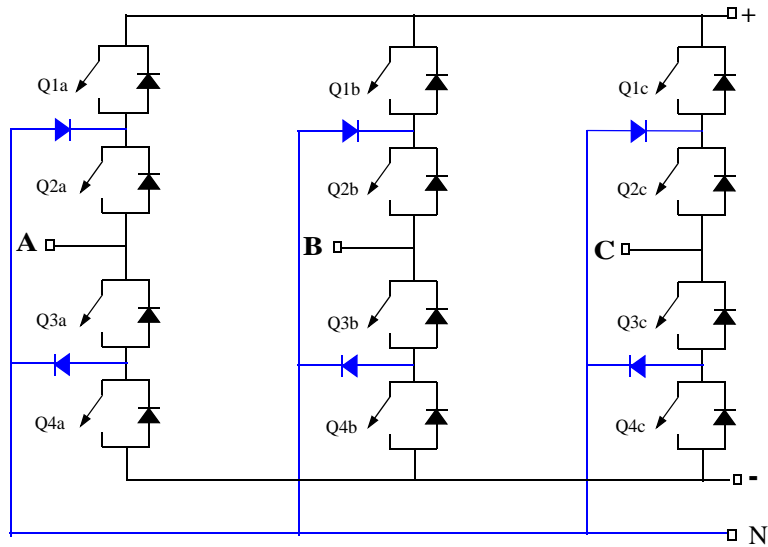 +
Q1a Q1b Q1c
Q2a Q2b Q2c
A B C
Q3a Q3b Q3c
Q4a Q4b Q4c
-
N